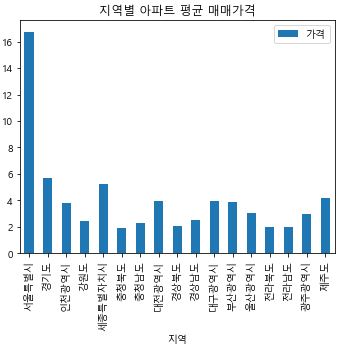 지역별 아파트 평균 매매가격
가격
16
14
12
10
8
6
4
2
0
서울특별시
경기도
인천광역시
강원도
세종특별자치시
충청북도
충청남도
대전광역시
경상북도
경상남도
대구광역시
부산광역시
울산광역시
전라북도
전라남도
광주광역시
제주도
지역